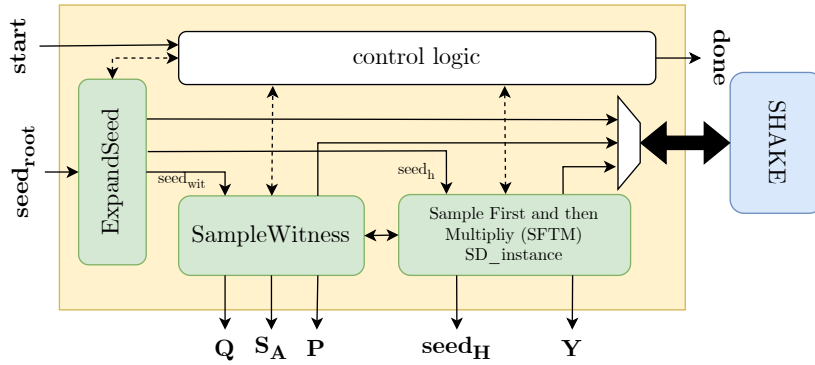 start
control logic
done
seed_root
ExpandSeed
seed_wit
seed_h
SHAKE
SampleWitness
Sample First and then
Multipliy (SFTM)
SD_instance
Q
S_A
P
seed_H
Y